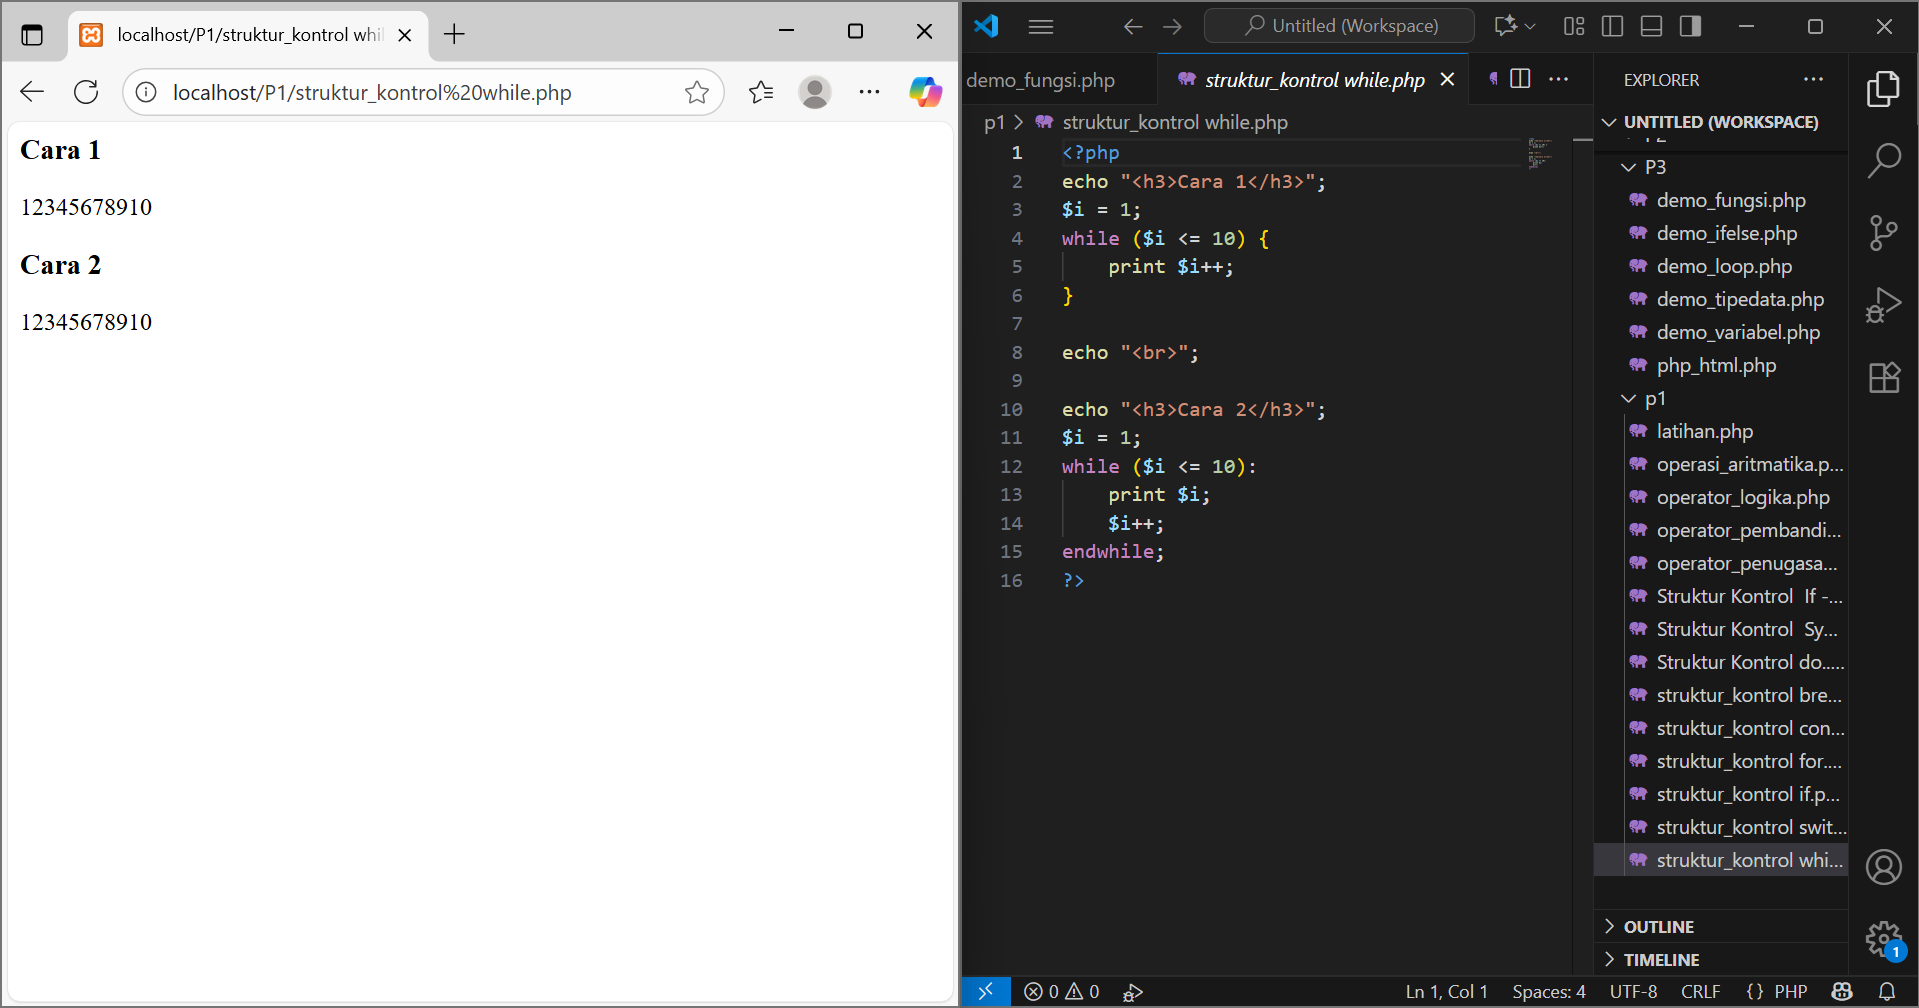 localhost/P1/struktur_kontrol whil
localhost/P1/struktur_kontrol%20while.php
Cara 1
12345678910
Cara 2
12345678910
Untitled (Workspace)
demo_fungsi.php
struktur_kontrol while.php
p1 > struktur_kontrol while.php
1 <?php
2 echo "<h3>Cara 1</h3>";
3 $i = 1;
4 while ($i <= 10) {
5 print $i++;
6 }
7
8 echo "<br>";
9
10 echo "<h3>Cara 2</h3>";
11 $i = 1;
12 while ($i <= 10):
13 print $i;
14 $i++;
15 endwhile;
16 ?>
EXPLORER
UNTITLED (WORKSPACE)
P3
demo_fungsi.php
demo_ifelse.php
demo_loop.php
demo_tipedata.php
demo_variabel.php
php_html.php
p1
latihan.php
operasi_aritmatika.p...
operator_logika.php
operator_pembandi...
operator_penugasa...
Struktur Kontrol  If -...
Struktur Kontrol  Sy...
Struktur Kontrol do....
struktur_kontrol bre...
struktur_kontrol con...
struktur_kontrol for....
struktur_kontrol if.p...
struktur_kontrol swit...
struktur_kontrol whi...
OUTLINE
TIMELINE
1
0 0
Ln 1, Col 1 Spaces: 4 UTF-8 CRLF {} PHP